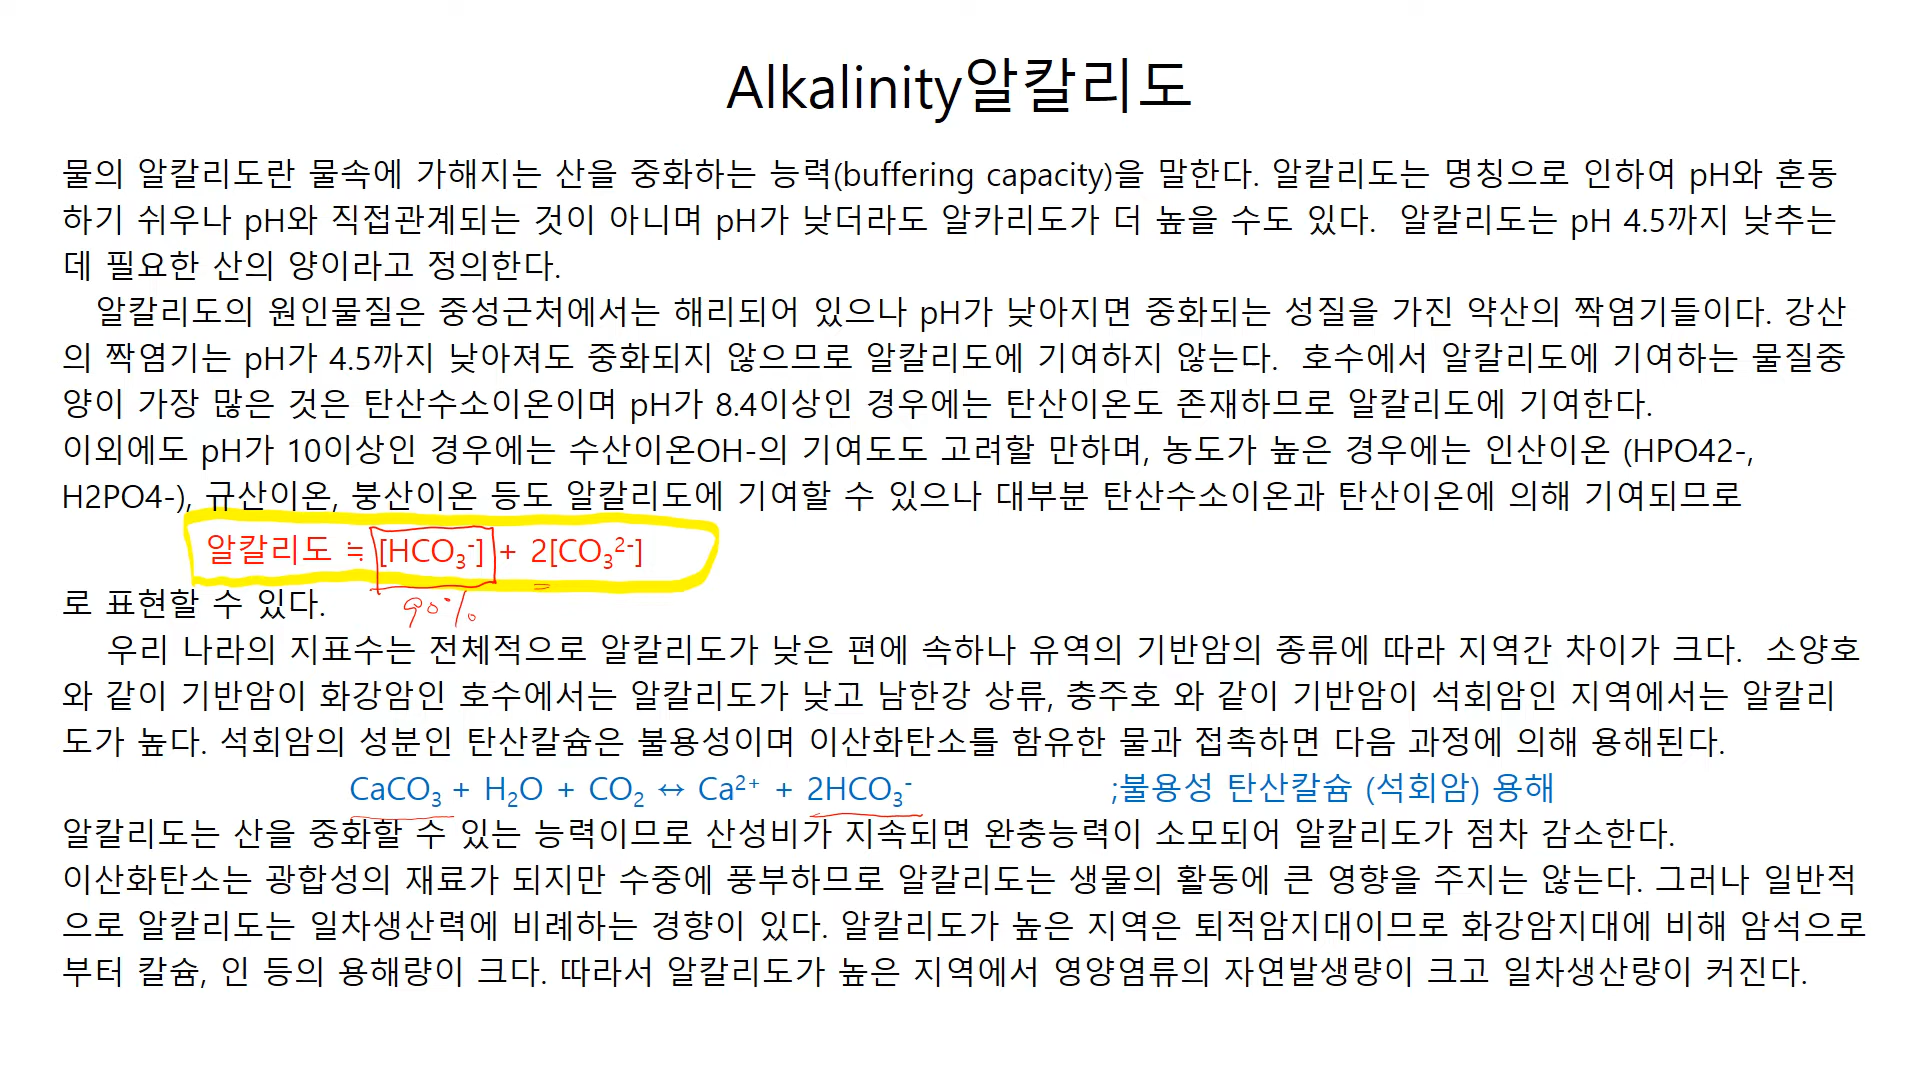 Alkalinity알칼리도
물의 알칼리도란 물속에 가해지는 산을 중화하는 능력(buffering capacity)을 말한다. 알칼리도는 명칭으로 인하여 pH와 혼동
하기 쉬우나 pH와 직접관계되는 것이 아니며 pH가 낮더라도 알카리도가 더 높을 수도 있다. 알칼리도는 pH 4.5까지 낮추는
데 필요한 산의 양이라고 정의한다.
알칼리도의 원인물질은 중성근처에서는 해리되어 있으나 pH가 낮아지면 중화되는 성질을 가진 약산의 짝염기들이다. 강산
의 짝염기는 pH가 4.5까지 낮아져도 중화되지 않으므로 알칼리도에 기여하지 않는다. 호수에서 알칼리도에 기여하는 물질중
양이 가장 많은 것은 탄산수소이온이며 pH가 8.4이상인 경우에는 탄산이온도 존재하므로 알칼리도에 기여한다.
이외에도 pH가 10이상인 경우에는 수산이온OH-의 기여도도 고려할 만하며, 농도가 높은 경우에는 인산이온 (HPO42-,
H2PO4-), 규산이온, 붕산이온 등도 알칼리도에 기여할 수 있으나 대부분 탄산수소이온과 탄산이온에 의해 기여되므로
알칼리도 ≒ [HCO₃⁻] + 2[CO₃²⁻]
로 표현할 수 있다.
90%
우리 나라의 지표수는 전체적으로 알칼리도가 낮은 편에 속하나 유역의 기반암의 종류에 따라 지역간 차이가 크다. 소양호
와 같이 기반암이 화강암인 호수에서는 알칼리도가 낮고 남한강 상류, 충주호 와 같이 기반암이 석회암인 지역에서는 알칼리
도가 높다. 석회암의 성분인 탄산칼슘은 불용성이며 이산화탄소를 함유한 물과 접촉하면 다음 과정에 의해 용해된다.
CaCO₃ + H₂O + CO₂ ↔ Ca²⁺ + 2HCO₃⁻ ;불용성 탄산칼슘 (석회암) 용해
알칼리도는 산을 중화할 수 있는 능력이므로 산성비가 지속되면 완충능력이 소모되어 알칼리도가 점차 감소한다.
이산화탄소는 광합성의 재료가 되지만 수중에 풍부하므로 알칼리도는 생물의 활동에 큰 영향을 주지는 않는다. 그러나 일반적
으로 알칼리도는 일차생산력에 비례하는 경향이 있다. 알칼리도가 높은 지역은 퇴적암지대이므로 화강암지대에 비해 암석으로
부터 칼슘, 인 등의 용해량이 크다. 따라서 알칼리도가 높은 지역에서 영양염류의 자연발생량이 크고 일차생산량이 커진다.